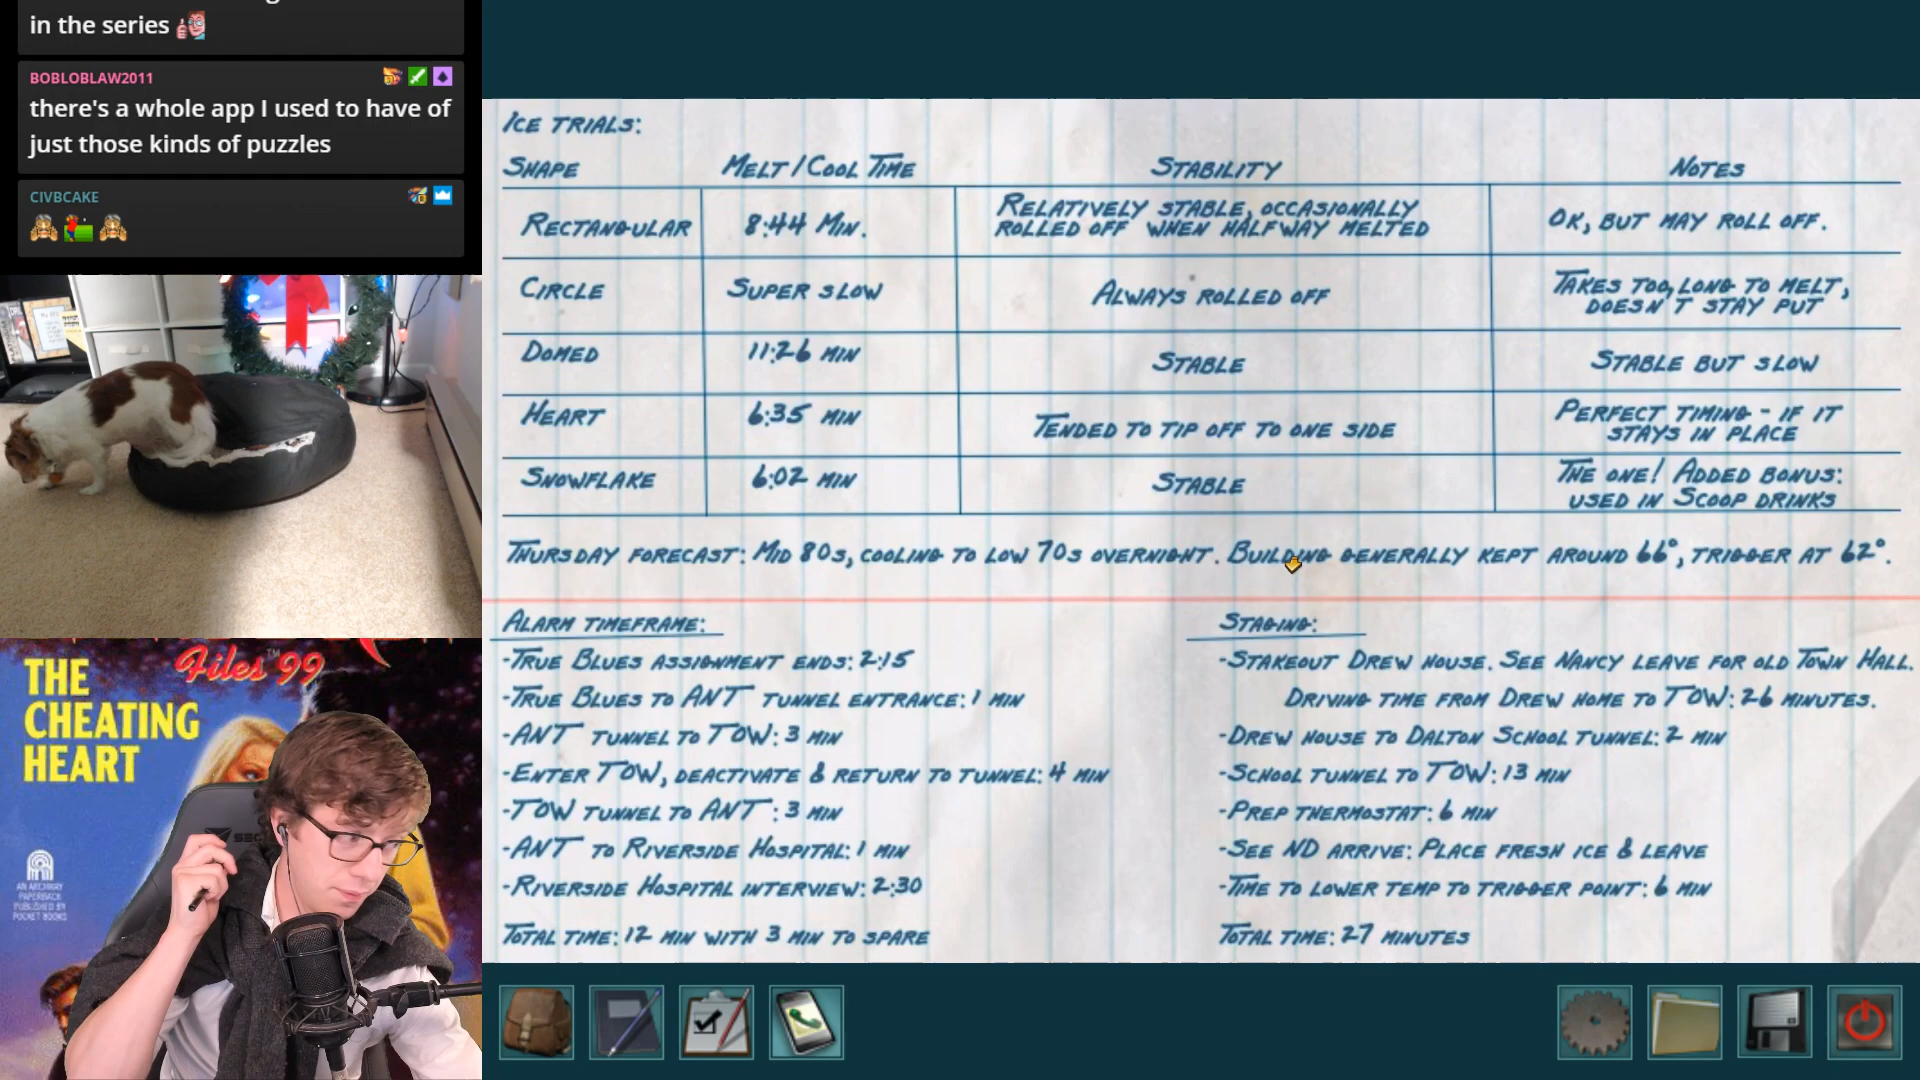 in the series
BOBLOBLAW2011
there's a whole app I used to have of
just those kinds of puzzles
CIVBCAKE
THE
CHEATING
HEART
Files 99
AN ARCHWAY
PAPERBACK
PUBLISHED BY
POCKET BOOKS
ICE TRIALS:
SHAPE MELT/COOL TIME STABILITY NOTES
RECTANGULAR 8:44 MIN. RELATIVELY STABLE, OCCASIONALLY ROLLED OFF WHEN HALFWAY MELTED OK, BUT MAY ROLL OFF.
CIRCLE SUPER SLOW ALWAYS ROLLED OFF TAKES TOO LONG TO MELT, DOESN'T STAY PUT
DOMED 11:26 MIN STABLE STABLE BUT SLOW
HEART 6:35 MIN TENDED TO TIP OFF TO ONE SIDE PERFECT TIMING - IF IT STAYS IN PLACE
SNOWFLAKE 6:02 MIN STABLE THE ONE! ADDED BONUS: USED IN SCOOP DRINKS
THURSDAY FORECAST: MID 80S, COOLING TO LOW 70S OVERNIGHT. BUILDING GENERALLY KEPT AROUND 66°, TRIGGER AT 62°.
ALARM TIMEFRAME:
-TRUE BLUES ASSIGNMENT ENDS: 2:15
-TRUE BLUES TO ANT TUNNEL ENTRANCE: 1 MIN
-ANT TUNNEL TO TOW: 3 MIN
-ENTER TOW, DEACTIVATE & RETURN TO TUNNEL: 4 MIN
-TOW TUNNEL TO ANT: 3 MIN
-ANT TO RIVERSIDE HOSPITAL: 1 MIN
-RIVERSIDE HOSPITAL INTERVIEW: 2:30
TOTAL TIME: 12 MIN WITH 3 MIN TO SPARE
STAGING:
-STAKEOUT DREW HOUSE. SEE NANCY LEAVE FOR OLD TOWN HALL.
DRIVING TIME FROM DREW HOME TO TOW: 26 MINUTES.
-DREW HOUSE TO DALTON SCHOOL TUNNEL: 2 MIN
-SCHOOL TUNNEL TO TOW: 13 MIN
-PREP THERMOSTAT: 6 MIN
-SEE ND ARRIVE: PLACE FRESH ICE & LEAVE
-TIME TO LOWER TEMP TO TRIGGER POINT: 6 MIN
TOTAL TIME: 27 MINUTES